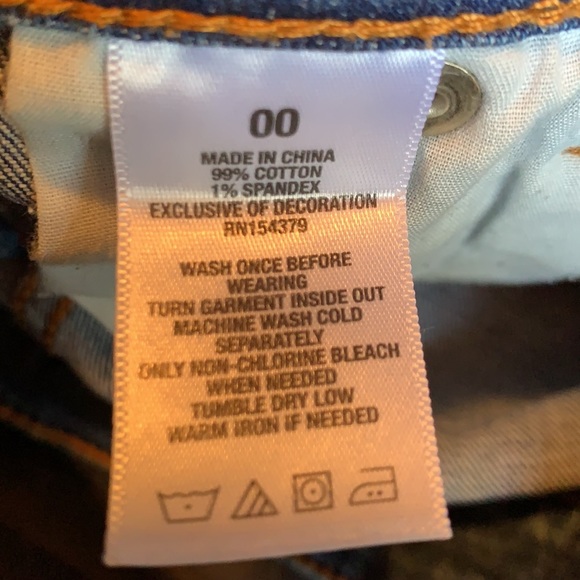 00
MADE IN CHINA
99% COTTON
1% SPANDEX
EXCLUSIVE OF DECORATION
RN154379
WASH ONCE BEFORE
WEARING
TURN GARMENT INSIDE OUT
MACHINE WASH COLD
SEPARATELY
ONLY NON-CHLORINE BLEACH
WHEN NEEDED
TUMBLE DRY LOW
WARM IRON IF NEEDED